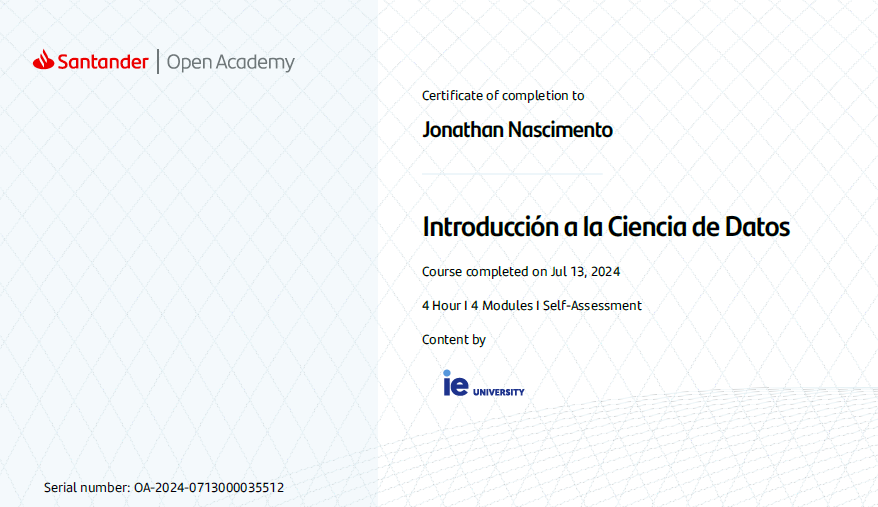 Santander | Open Academy
Certificate of completion to
Jonathan Nascimento
Introducción a la Ciencia de Datos
Course completed on Jul 13, 2024
4 Hour I 4 Modules I Self-Assessment
Content by
ie UNIVERSITY
Serial number: OA-2024-0713000035512